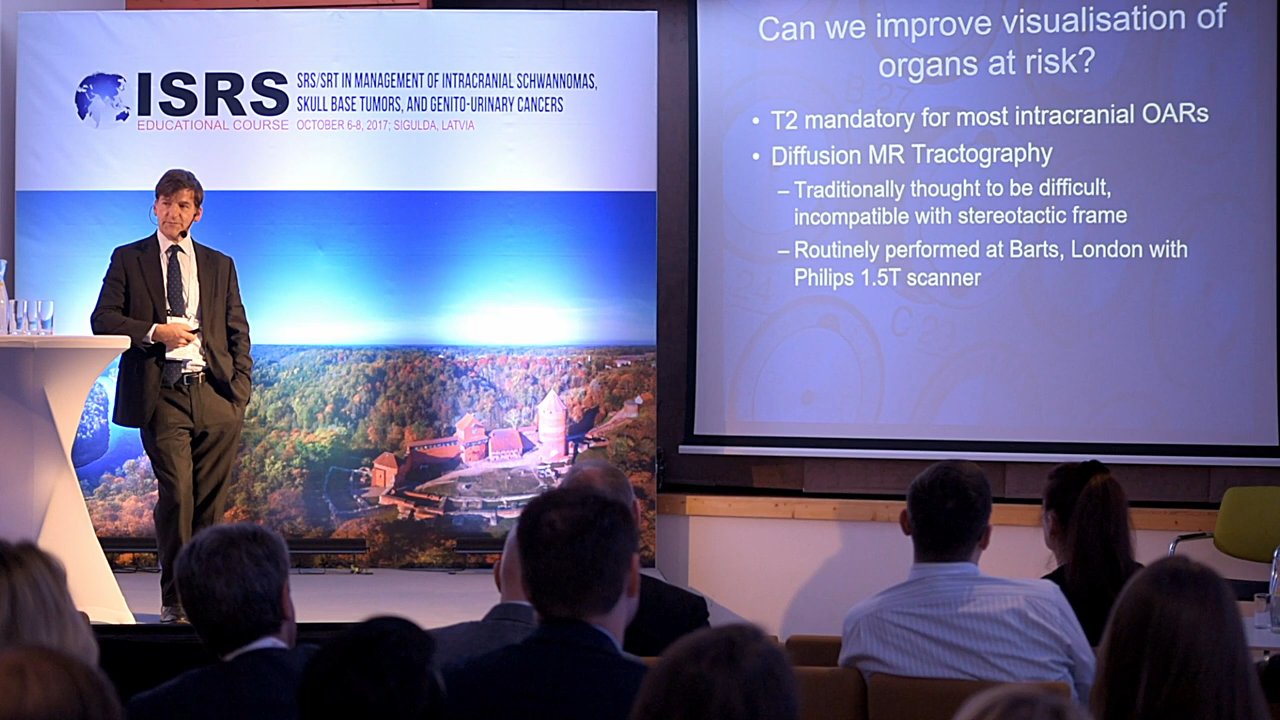 ISRS
EDUCATIONAL COURSE
SRS/SRT IN MANAGEMENT OF INTRACRANIAL SCHWANNOMAS,
SKULL BASE TUMORS, AND GENITO-URINARY CANCERS
OCTOBER 6-8, 2017; SIGULDA, LATVIA
Can we improve visualisation of
organs at risk?
• T2 mandatory for most intracranial OARs
• Diffusion MR Tractography
– Traditionally thought to be difficult,
incompatible with stereotactic frame
– Routinely performed at Barts, London with
Philips 1.5T scanner